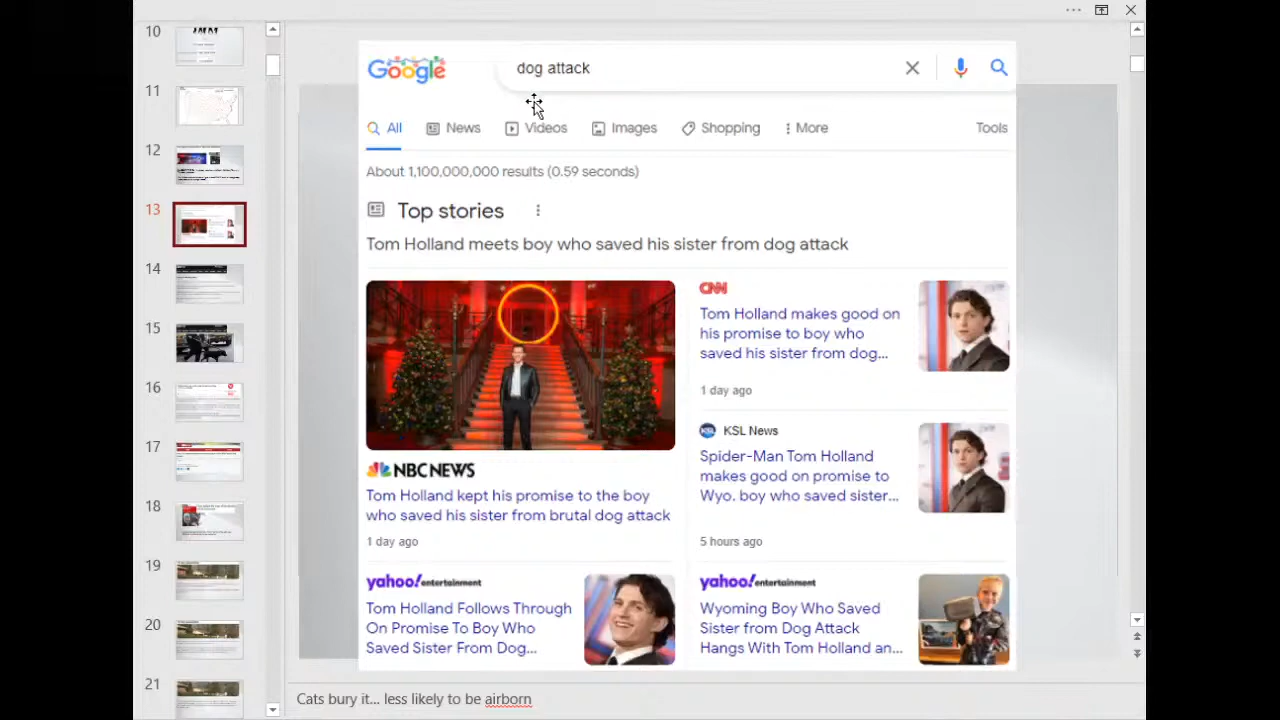 10
11
12
13
14
15
16
17
18
19
20
21
Google
dog attack
All News Videos Images Shopping More Tools
About 1,100,000,000 results (0.59 seconds)
Top stories
Tom Holland meets boy who saved his sister from dog attack
NBC NEWS
Tom Holland kept his promise to the boy
who saved his sister from brutal dog attack
1 day ago
CNN
Tom Holland makes good on
his promise to boy who
saved his sister from dog...
1 day ago
KSL News
Spider-Man Tom Holland
makes good on promise to
Wyo. boy who saved sister...
5 hours ago
yahoo! entertainment
Tom Holland Follows Through
On Promise To Boy Who
Saved Sister From Dog...
yahoo! entertainment
Wyoming Boy Who Saved
Sister from Dog Attack
Hangs With Tom Holland an...
Cats bury it so its likely not be amborn